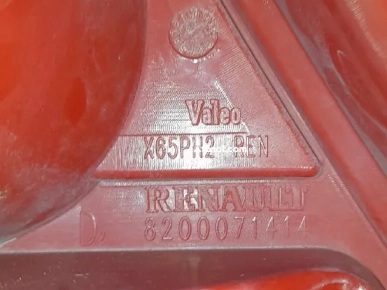 Valeo
X65PH2 REN
RENAULT
D. 8200071414